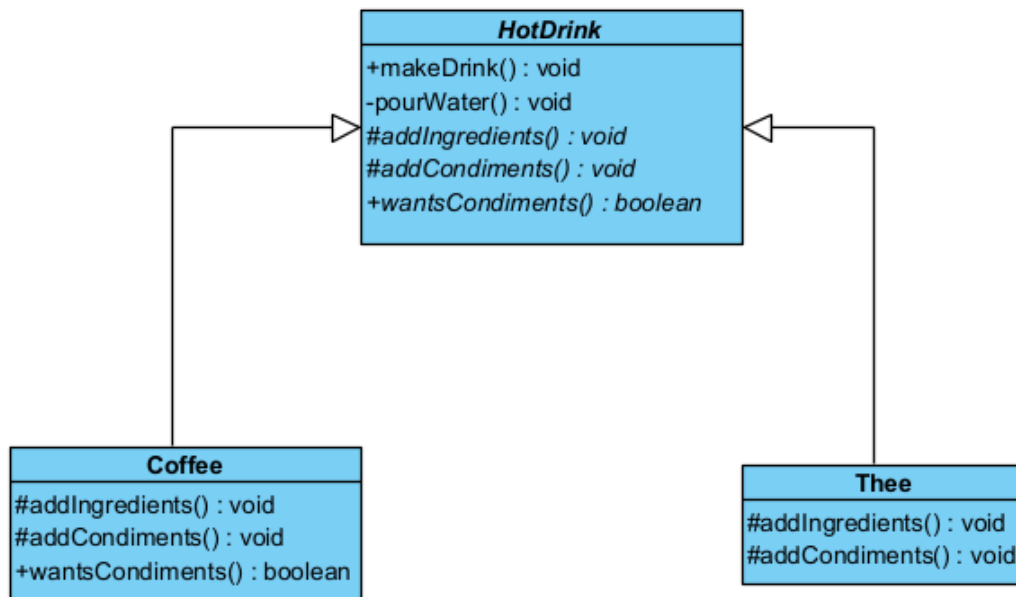 HotDrink
+makeDrink() : void
-pourWater() : void
#addIngredients() : void
#addCondiments() : void
+wantsCondiments() : boolean
Coffee
#addIngredients() : void
#addCondiments() : void
+wantsCondiments() : boolean
Thee
#addIngredients() : void
#addCondiments() : void